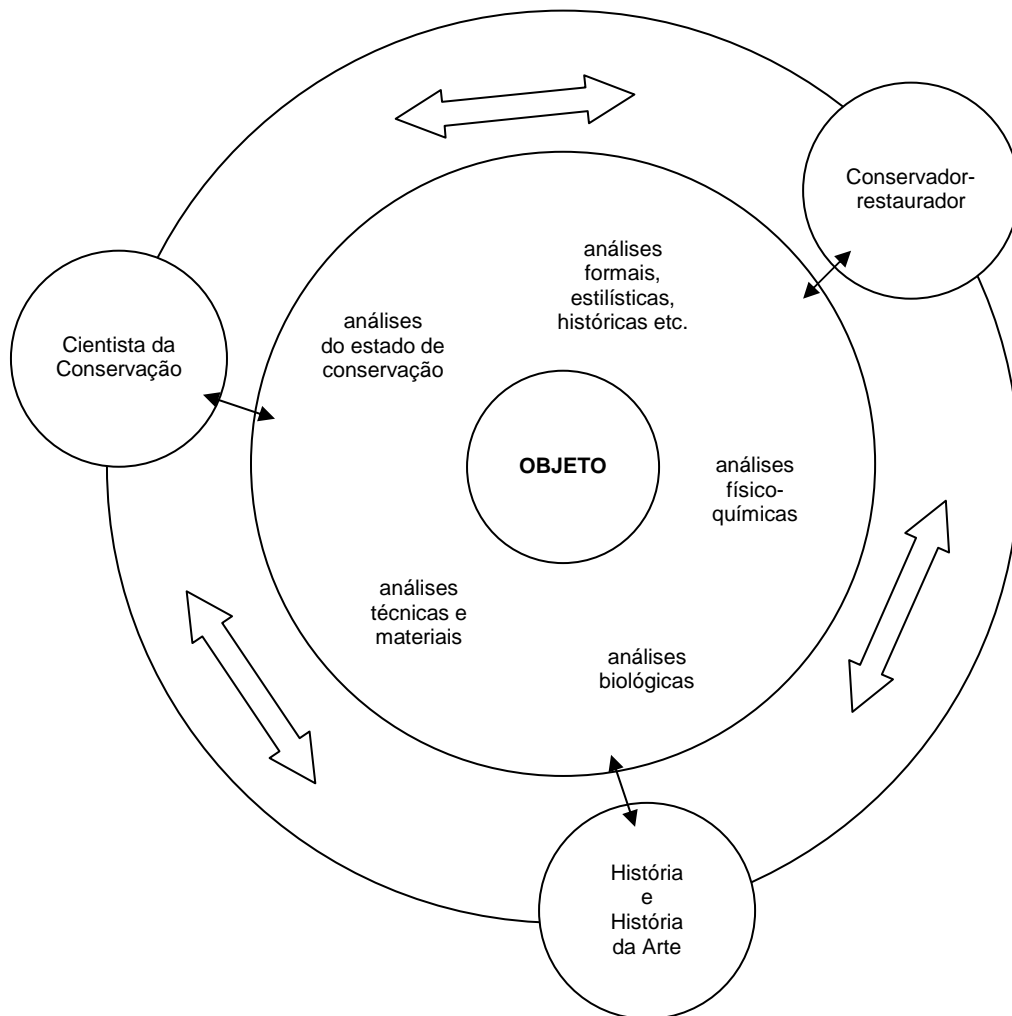 Conservador-
restaurador
análises
formais,
estilísticas,
históricas etc.
análises
do estado de
conservação
Cientista da
Conservação
OBJETO
análises
físico-
químicas
análises
técnicas e
materiais
análises
biológicas
História
e
História
da Arte